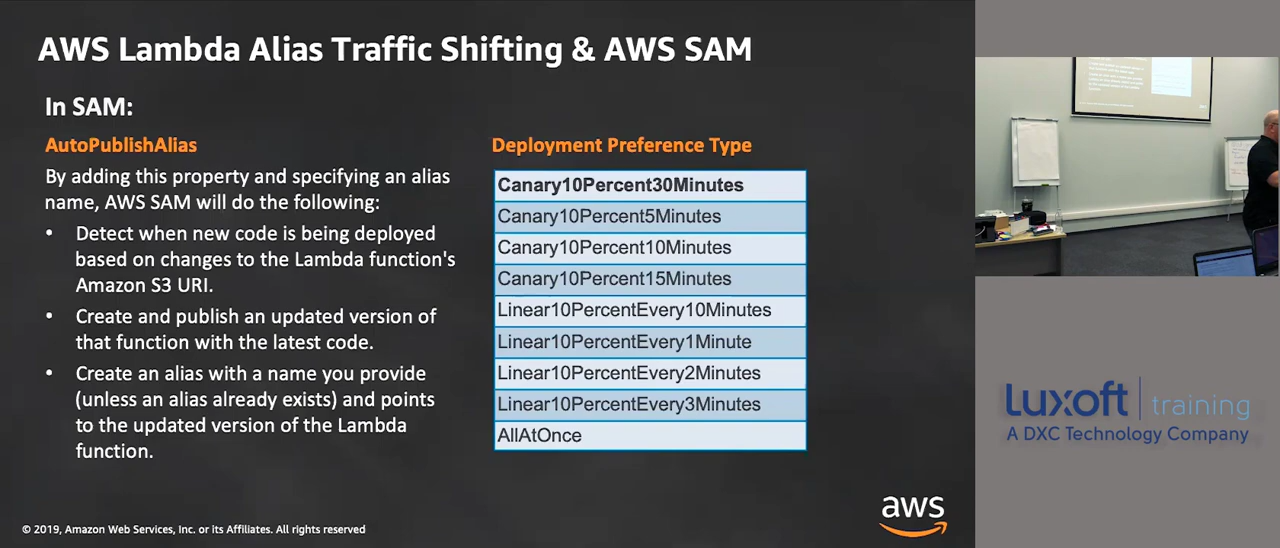 AWS Lambda Alias Traffic Shifting & AWS SAM
In SAM:
AutoPublishAlias
By adding this property and specifying an alias
name, AWS SAM will do the following:
• Detect when new code is being deployed
based on changes to the Lambda function's
Amazon S3 URI.
• Create and publish an updated version of
that function with the latest code.
• Create an alias with a name you provide
(unless an alias already exists) and points
to the updated version of the Lambda
function.
Deployment Preference Type
Canary10Percent30Minutes
Canary10Percent5Minutes
Canary10Percent10Minutes
Canary10Percent15Minutes
Linear10PercentEvery10Minutes
Linear10PercentEvery1Minute
Linear10PercentEvery2Minutes
Linear10PercentEvery3Minutes
AllAtOnce
© 2019, Amazon Web Services, Inc. or its Affiliates. All rights reserved
aws
Luxoft training
A DXC Technology Company